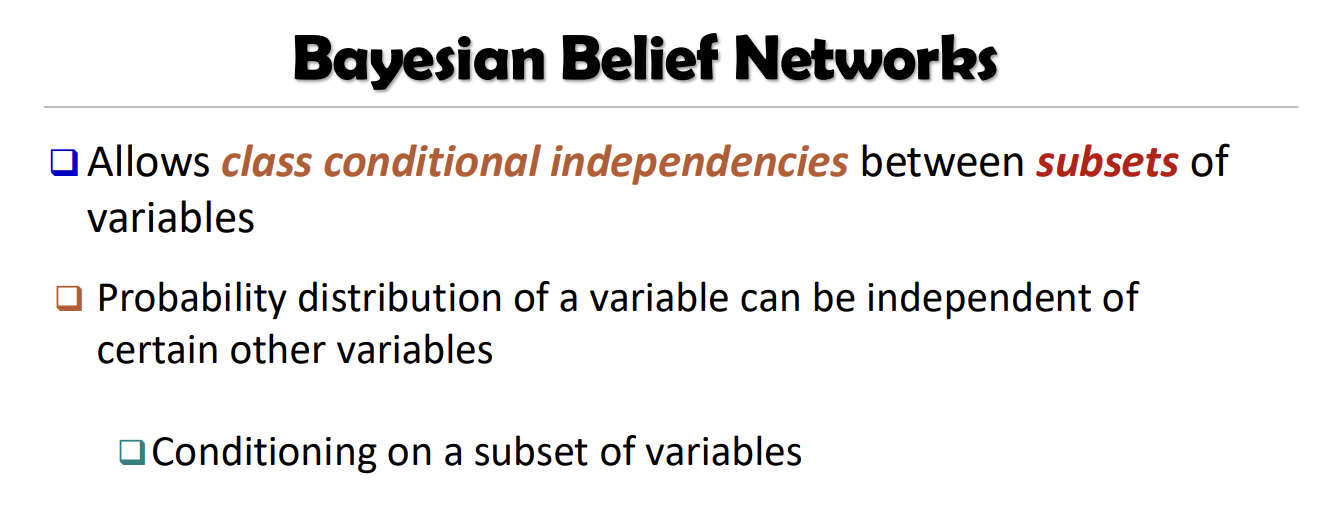 Bayesian Belief Networks
Allows class conditional independencies between subsets of
variables
Probability distribution of a variable can be independent of
certain other variables
Conditioning on a subset of variables